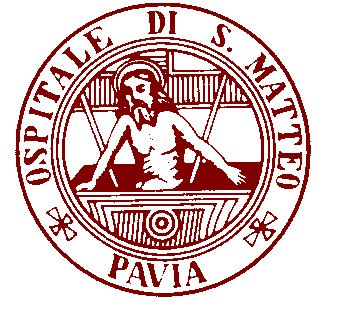 OSPITALE DI S. MATTEO
PAVIA